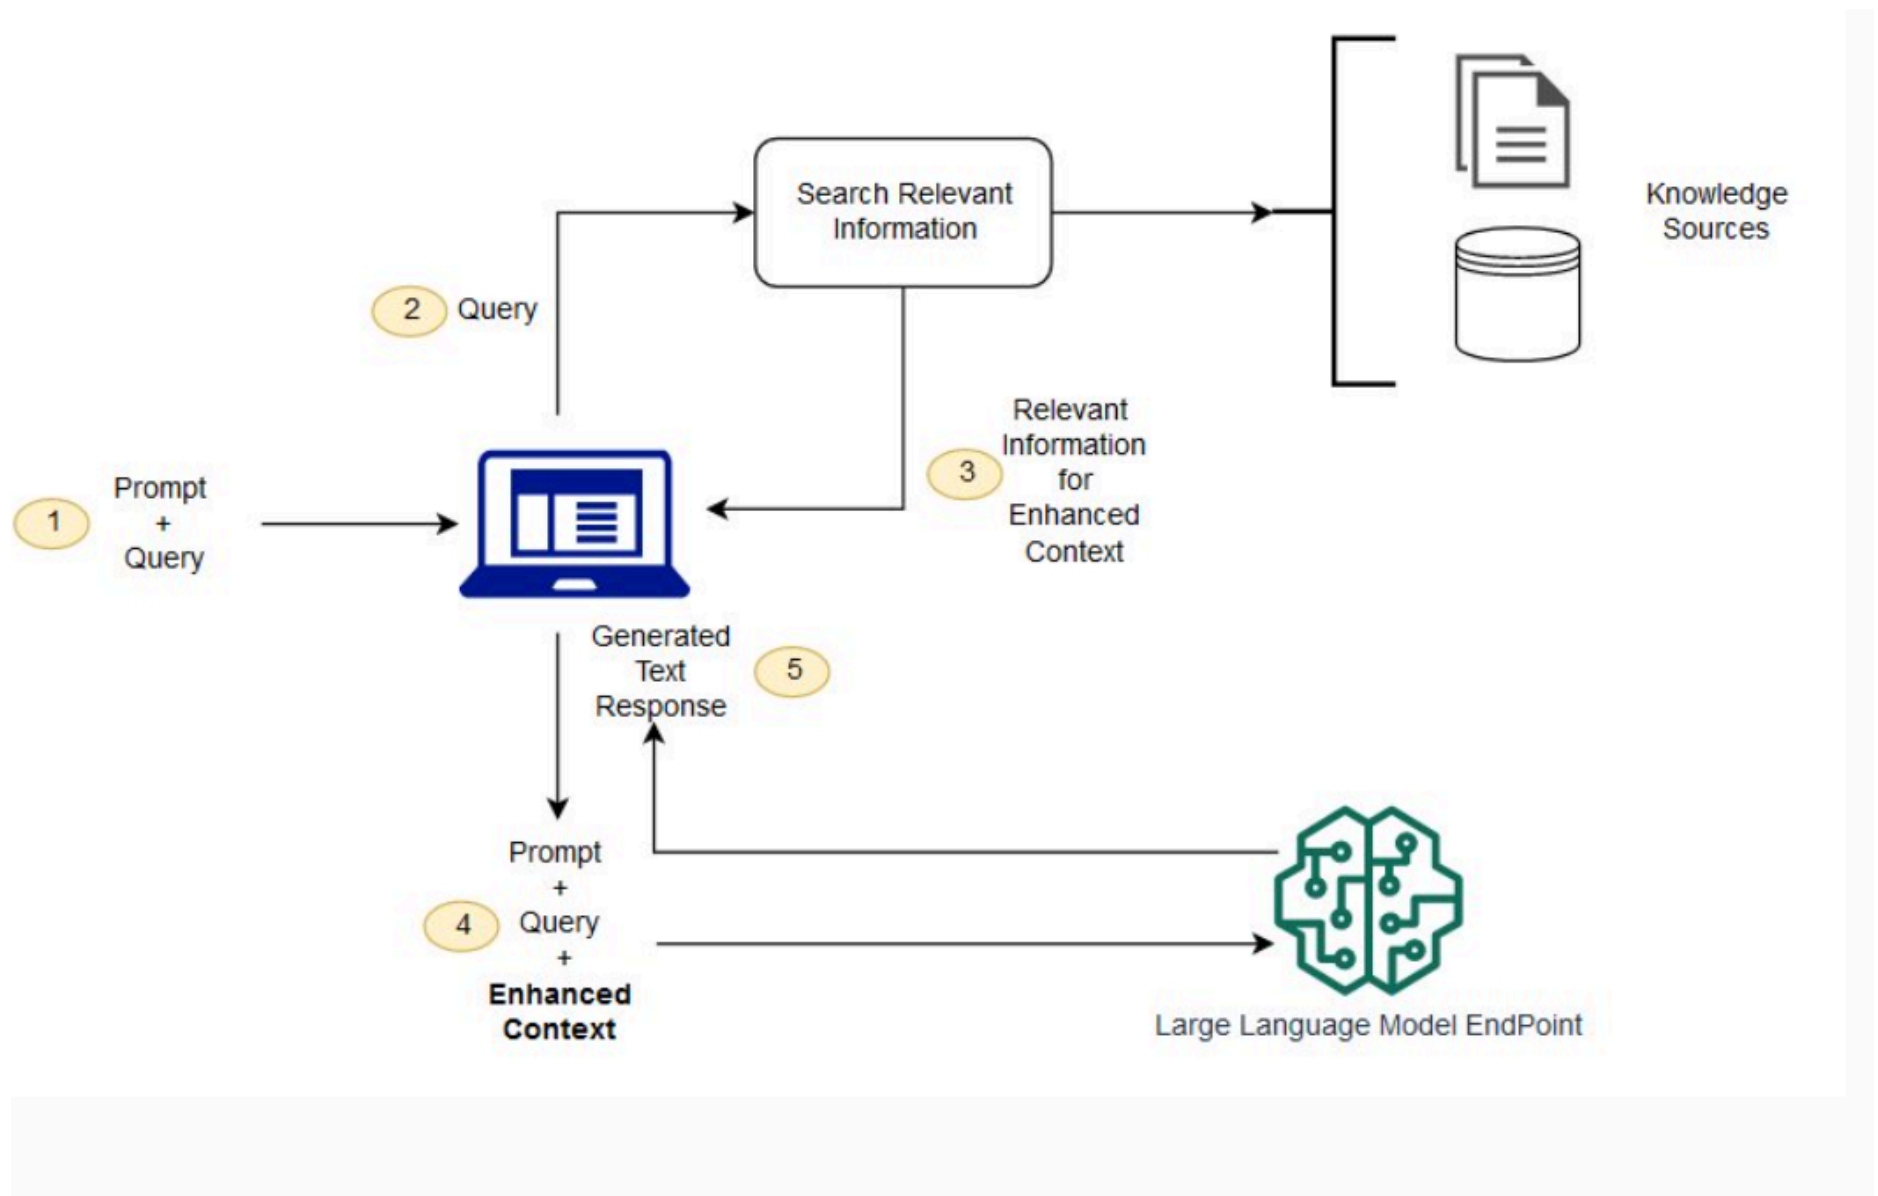 Search Relevant
Information
Knowledge
Sources
2
Query
Relevant
Information
for
Enhanced
Context
3
1
Prompt
+
Query
Generated
Text
Response
5
Prompt
+
Query
+
Enhanced
Context
4
Large Language Model EndPoint